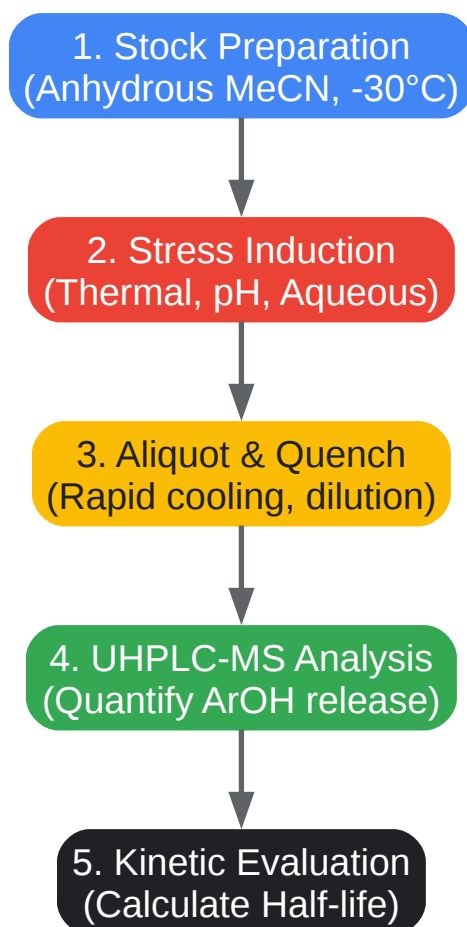 1. Stock Preparation
(Anhydrous MeCN, -30°C)
2. Stress Induction
(Thermal, pH, Aqueous)
3. Aliquot & Quench
(Rapid cooling, dilution)
4. UHPLC-MS Analysis
(Quantify ArOH release)
5. Kinetic Evaluation
(Calculate Half-life)